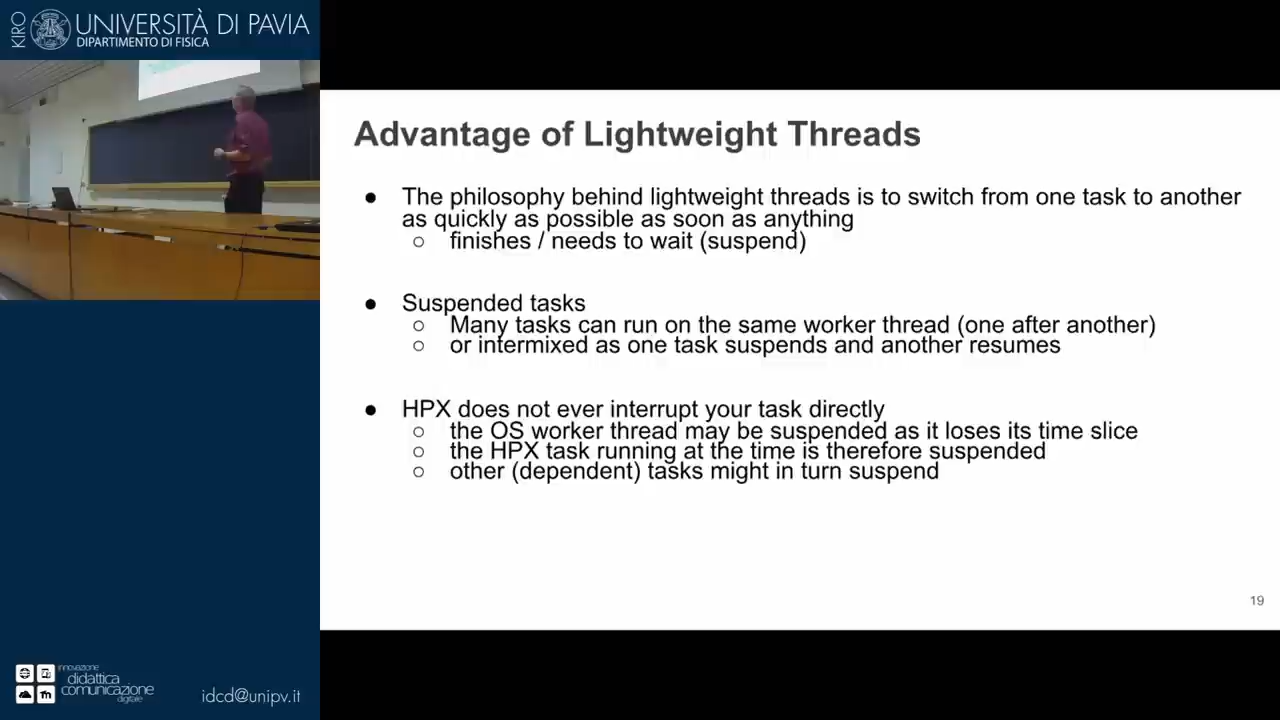 KIRO
UNIVERSITÀ DI PAVIA
DIPARTIMENTO DI FISICA
Advantage of Lightweight Threads
● The philosophy behind lightweight threads is to switch from one task to another
as quickly as possible as soon as anything
○ finishes / needs to wait (suspend)
● Suspended tasks
○ Many tasks can run on the same worker thread (one after another)
○ or intermixed as one task suspends and another resumes
● HPX does not ever interrupt your task directly
○ the OS worker thread may be suspended as it loses its time slice
○ the HPX task running at the time is therefore suspended
○ other (dependent) tasks might in turn suspend
19
innovazione
didattica
comunicazione
digitale
idcd@unipv.it